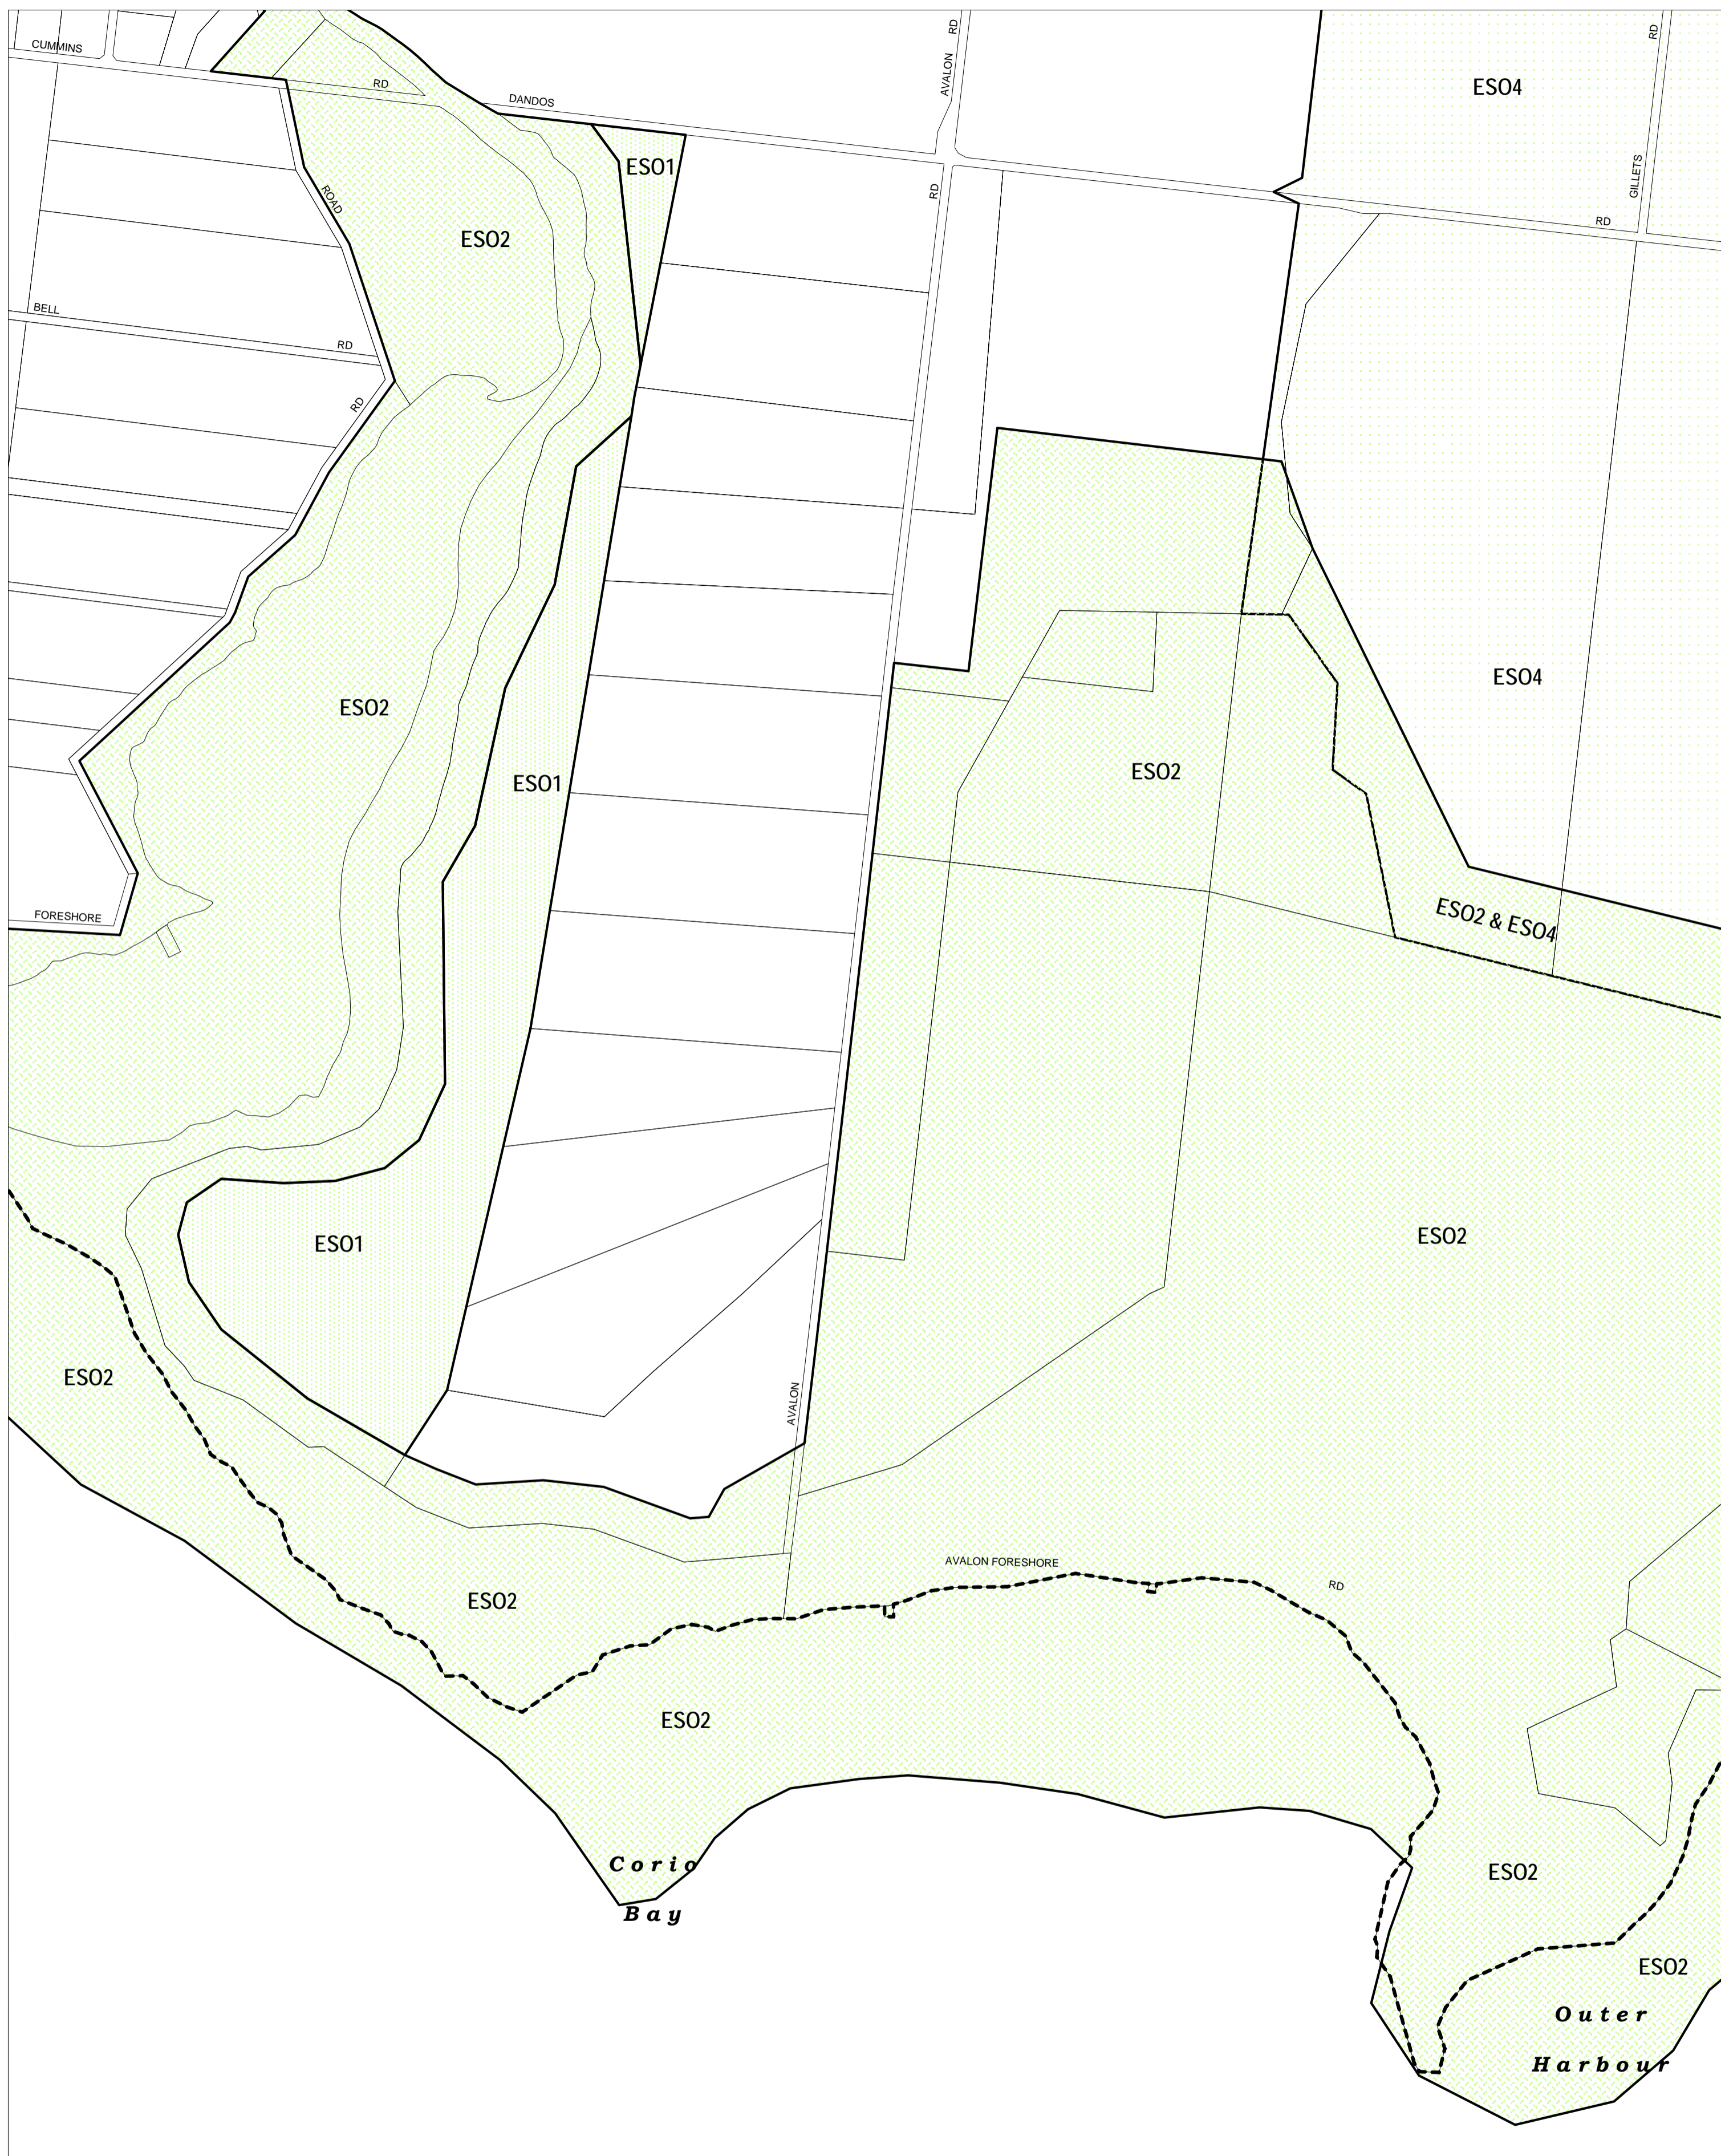 RD
RD
AVALON
ESO4
CUMMINS
RD
DANDOS
ESO1
GILLETS
RD
ROAD
RD
ESO2
BELL
RD
RD
ESO4
ESO2
ESO2
ESO1
FORESHORE
ESO2 & ESO4
ESO2
ESO1
ESO2
AVALON
AVALON FORESHORE
RD
ESO2
ESO2
Corio
ESO2
Bay
ESO2
Outer
Harbour